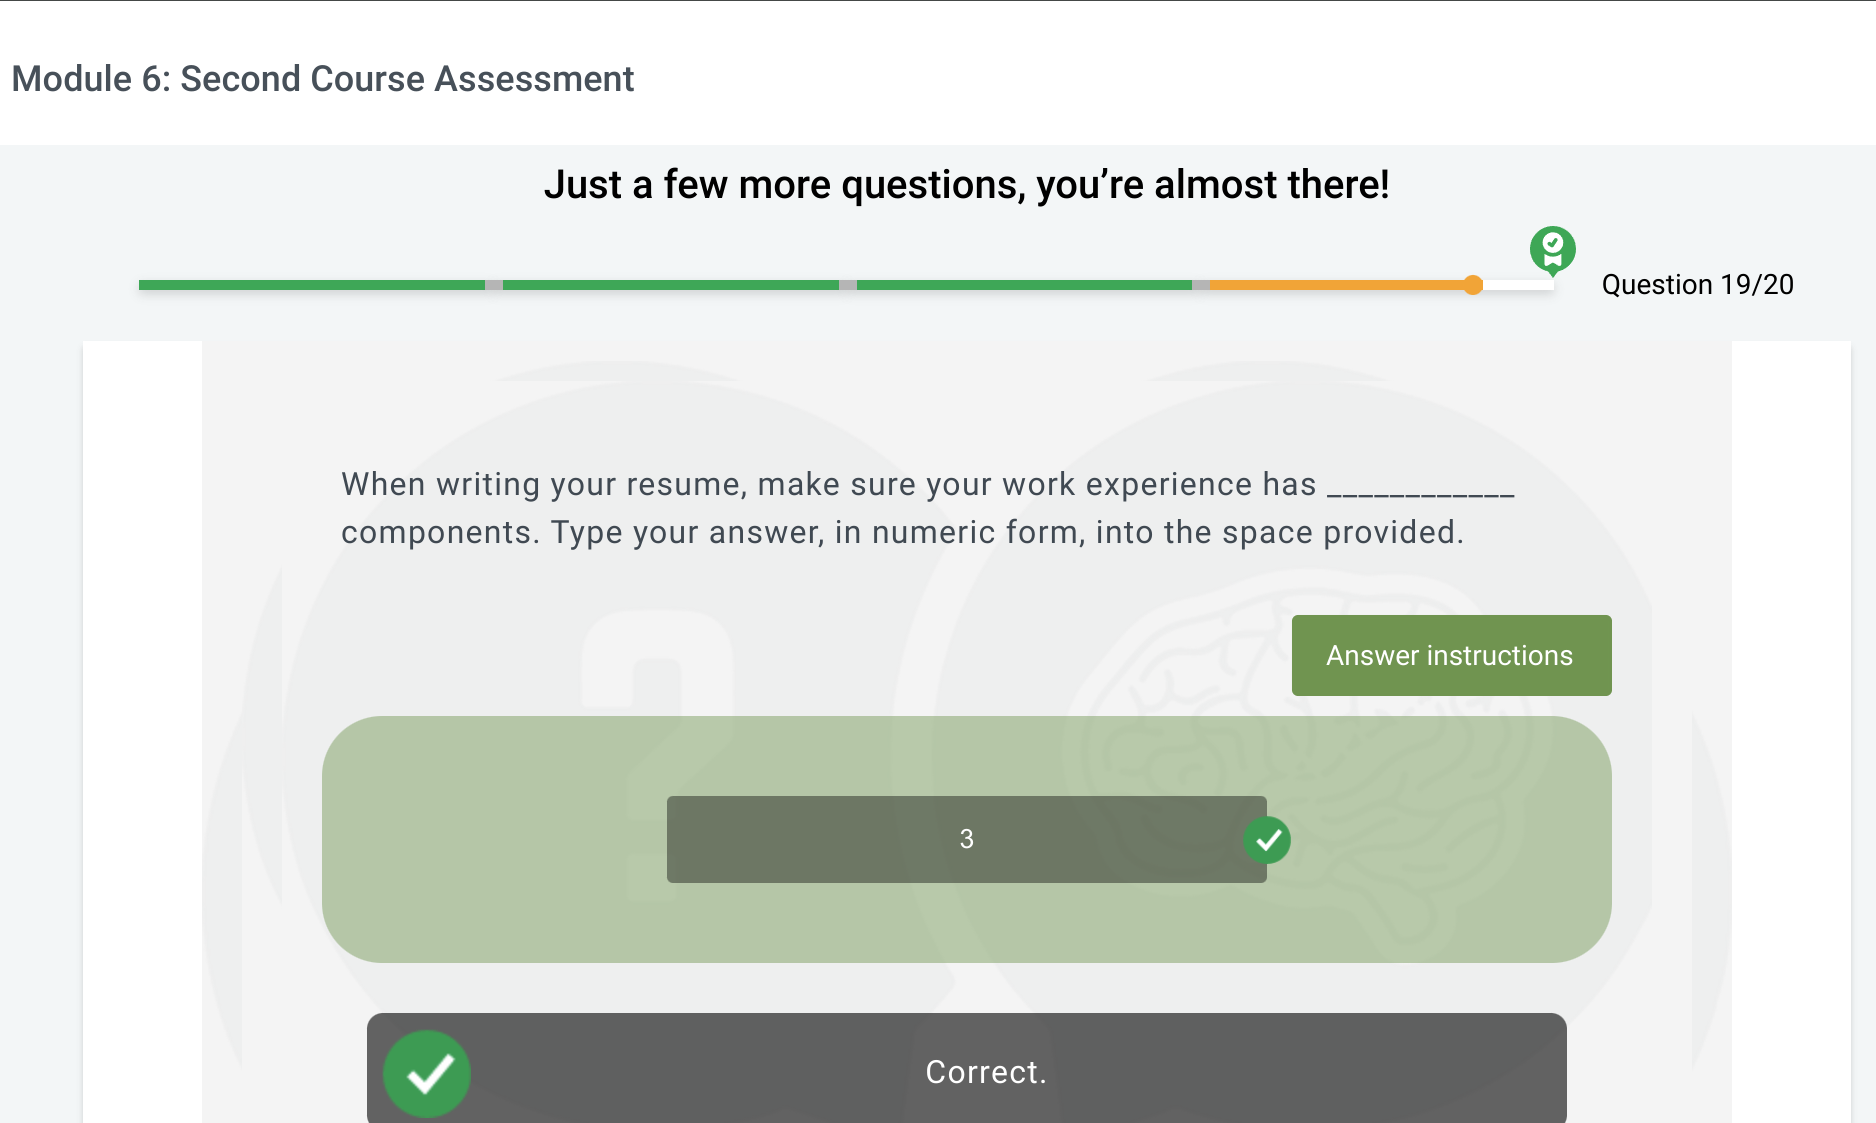 Module 6: Second Course Assessment
Just a few more questions, you’re almost there!
Question 19/20
When writing your resume, make sure your work experience has ____________
components. Type your answer, in numeric form, into the space provided.
Answer instructions
3
Correct.